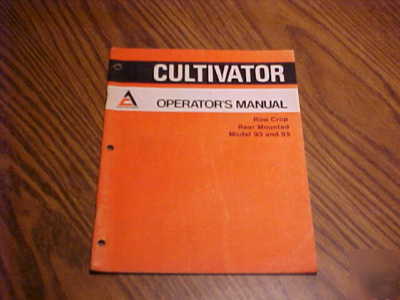 CULTIVATOR
OPERATOR'S MANUAL
Row Crop
Rear Mounted
Model 93 and 95